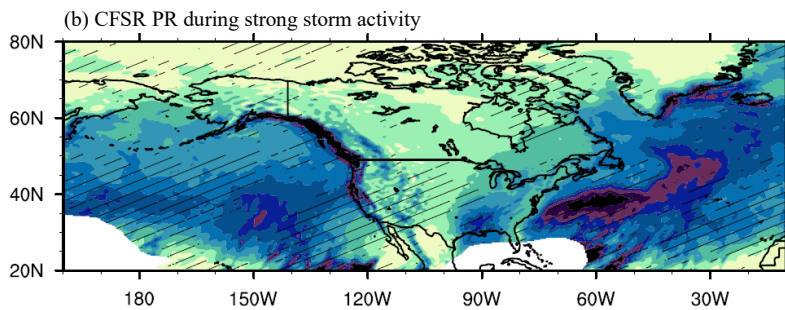 (b) CFSR PR during strong storm activity
80N
60N
40N
20N
180 150W 120W 90W 60W 30W